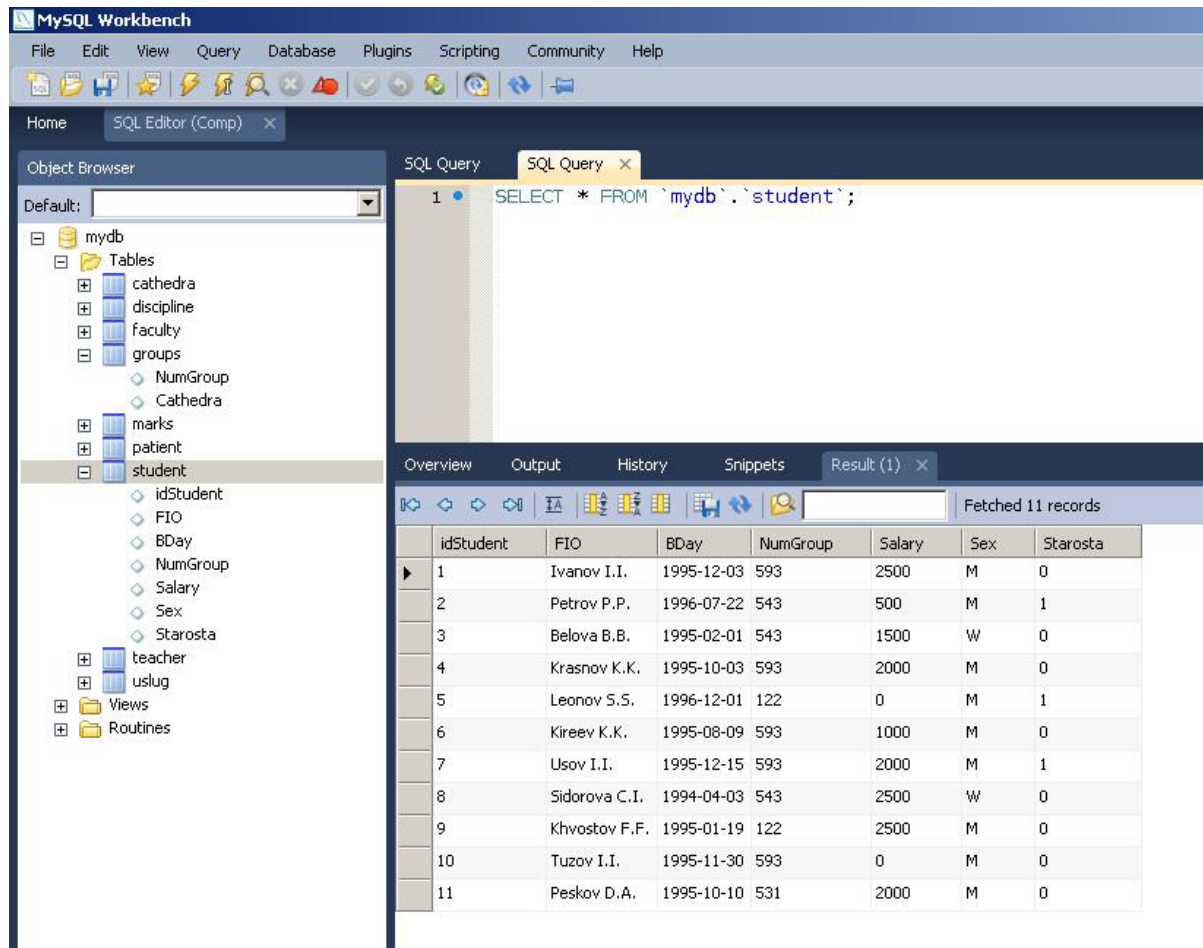 MySQL Workbench
File Edit View Query Database Plugins Scripting Community Help
Home SQL Editor (Comp)
Object Browser
Default:
mydb
Tables
cathedra
discipline
faculty
groups
NumGroup
Cathedra
marks
patient
student
idStudent
FIO
BDay
NumGroup
Salary
Sex
Starosta
teacher
uslug
Views
Routines
SQL Query SQL Query
1 SELECT * FROM `mydb`.`student`;
Overview Output History Snippets Result (1)
Fetched 11 records
idStudent FIO BDay NumGroup Salary Sex Starosta
1 Ivanov I.I. 1995-12-03 593 2500 M 0
2 Petrov P.P. 1996-07-22 543 500 M 1
3 Belova B.B. 1995-02-01 543 1500 W 0
4 Krasnov K.K. 1995-10-03 593 2000 M 0
5 Leonov S.S. 1996-12-01 122 0 M 1
6 Kireev K.K. 1995-08-09 593 1000 M 0
7 Usov I.I. 1995-12-15 593 2000 M 1
8 Sidorova C.I. 1994-04-03 543 2500 W 0
9 Khvostov F.F. 1995-01-19 122 2500 M 0
10 Tuzov I.I. 1995-11-30 593 0 M 0
11 Peskov D.A. 1995-10-10 531 2000 M 0